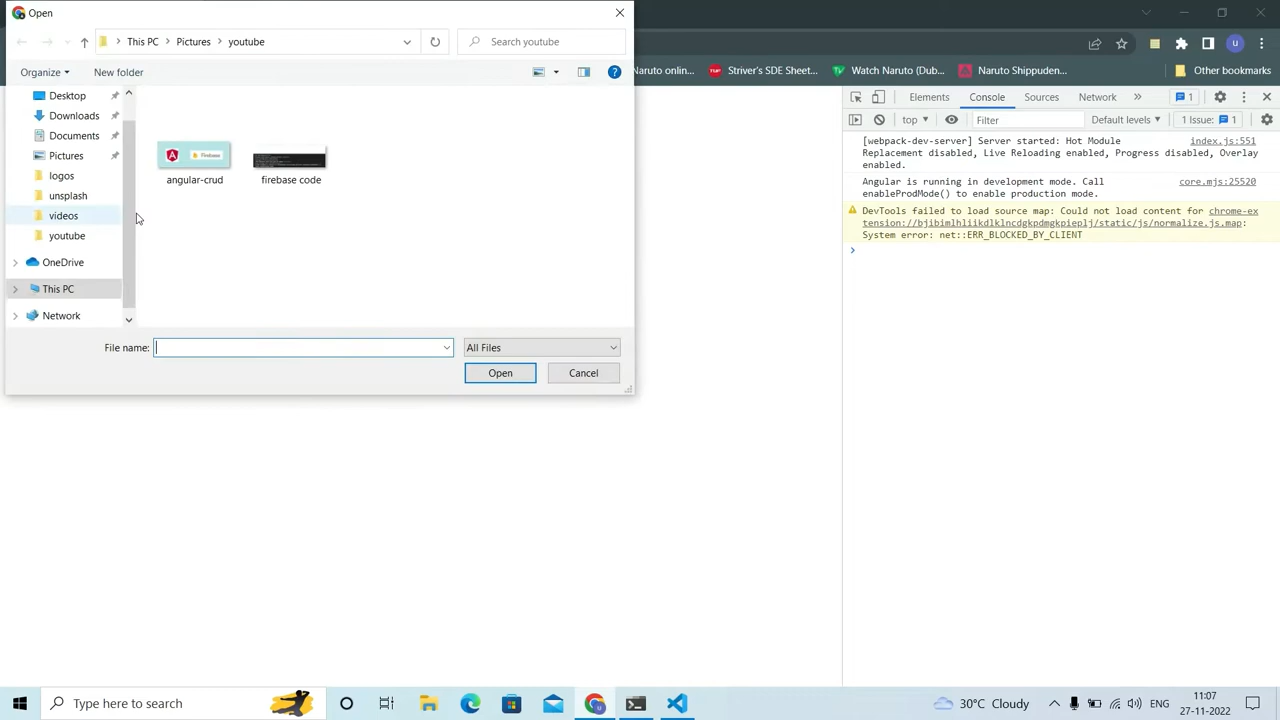 Open
This PC
Pictures
youtube
Search youtube
Organize
New folder
Desktop
Downloads
Documents
Pictures
logos
unsplash
videos
youtube
OneDrive
This PC
Network
angular-crud
firebase code
File name:
All Files
Open
Cancel
u
Naruto onlin...
Striver's SDE Sheet...
Watch Naruto (Dub...
Naruto Shippuden...
Other bookmarks
Elements
Console
Sources
Network
1
top
Filter
Default levels
1 Issue:
1
[webpack-dev-server] Server started: Hot Module index.js:551
Replacement disabled, Live Reloading enabled, Progress disabled, Overlay
enabled.
Angular is running in development mode. Call core.mjs:25520
enableProdMode() to enable production mode.
DevTools failed to load source map: Could not load content for chrome-ex
tension://bjibimlhliikdlklncdgkpdmgkpieplj/static/js/normalize.js.map:
System error: net::ERR_BLOCKED_BY_CLIENT
Type here to search
30°C Cloudy
ENG
11:07
27-11-2022